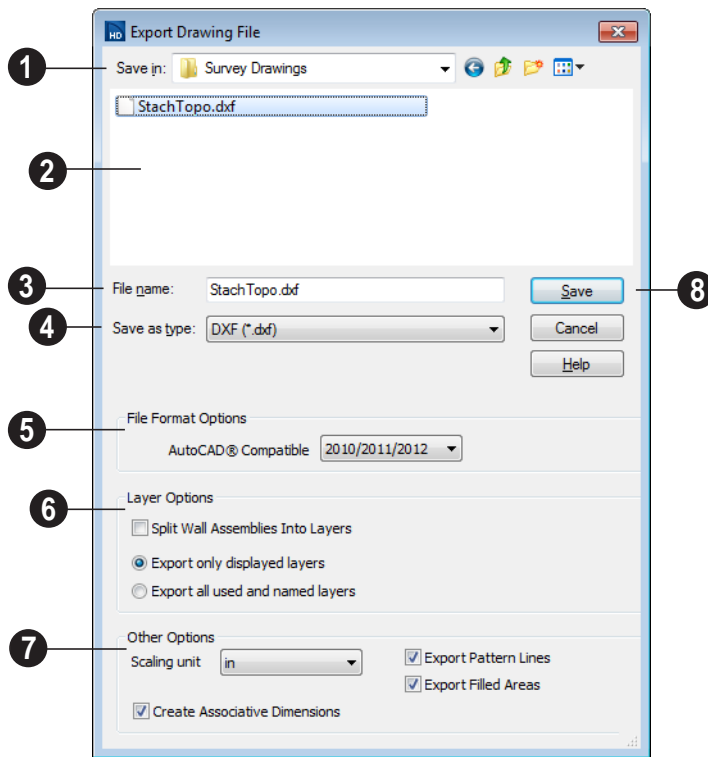 HD Export Drawing File
1 Save in: Survey Drawings
StachTopo.dxf
2
3 File name: StachTopo.dxf Save 8
4 Save as type: DXF (*.dxf) Cancel
Help
5 File Format Options
AutoCAD® Compatible 2010/2011/2012
6 Layer Options
Split Wall Assemblies Into Layers
Export only displayed layers
Export all used and named layers
7 Other Options
Scaling unit in Export Pattern Lines
Export Filled Areas
Create Associative Dimensions